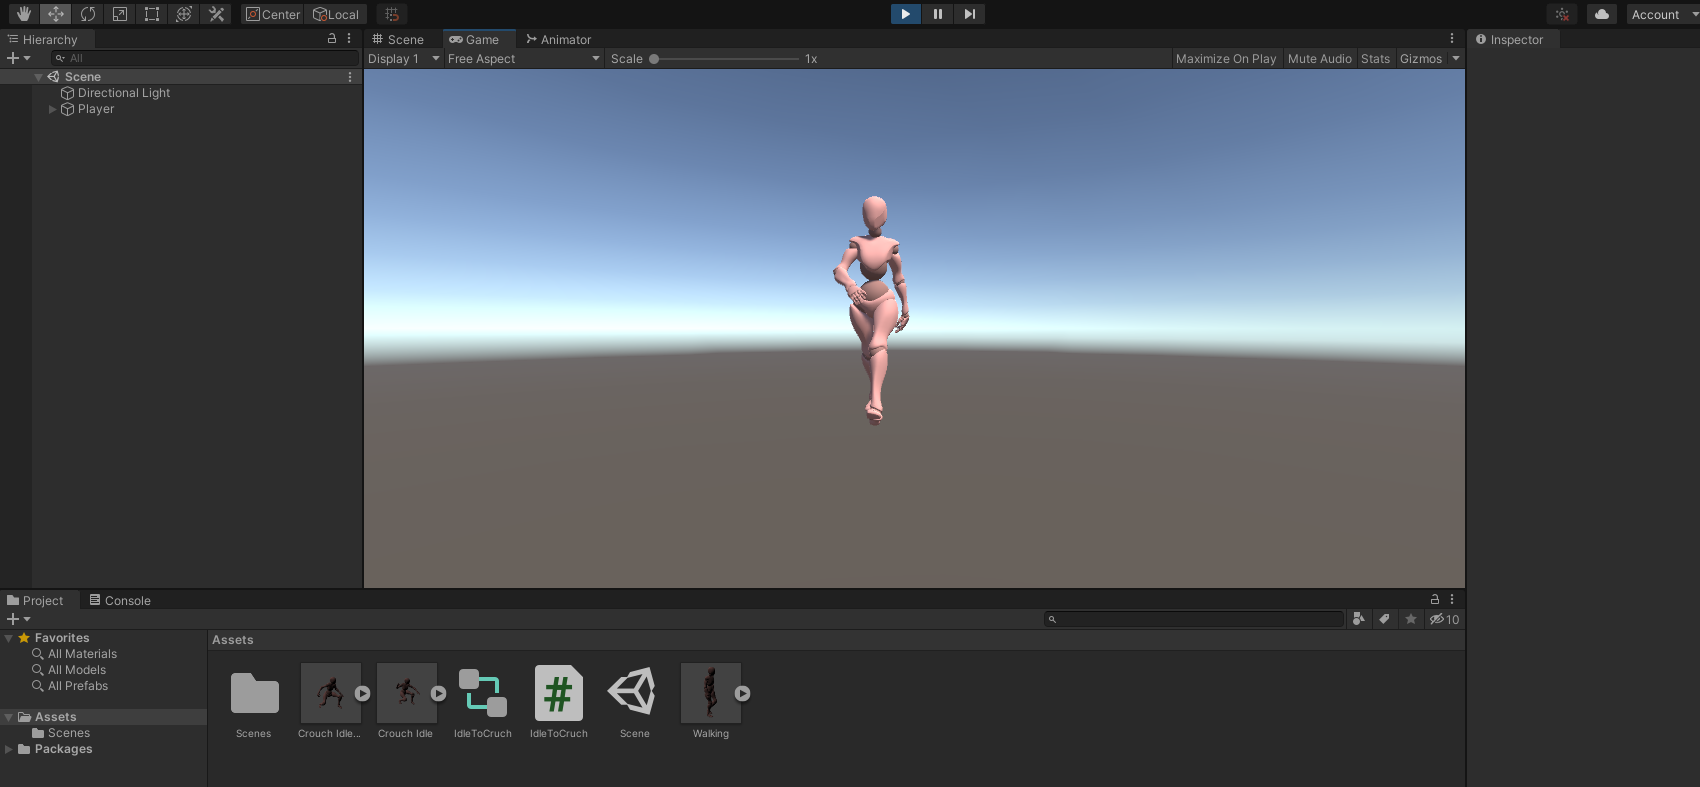 Center Local Account
Hierarchy
All
Scene
Directional Light
Player
Scene Game Animator
Display 1 Free Aspect Scale 1x Maximize On Play Mute Audio Stats Gizmos
Inspector
Project Console
10
Favorites
All Materials
All Models
All Prefabs
Assets
Scenes
Packages
Assets
Scenes Crouch Idle... Crouch Idle IdleToCruch IdleToCruch Scene Walking
#